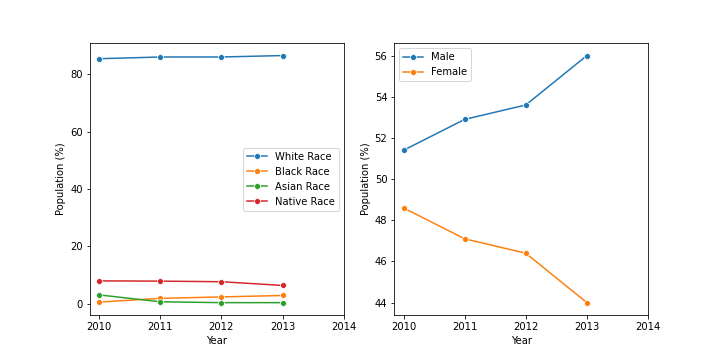 Population (%)
80
60
40
20
0
White Race
Black Race
Asian Race
Native Race
2010 2011 2012 2013 2014
Year
Population (%)
56
54
52
50
48
46
44
Male
Female
2010 2011 2012 2013 2014
Year